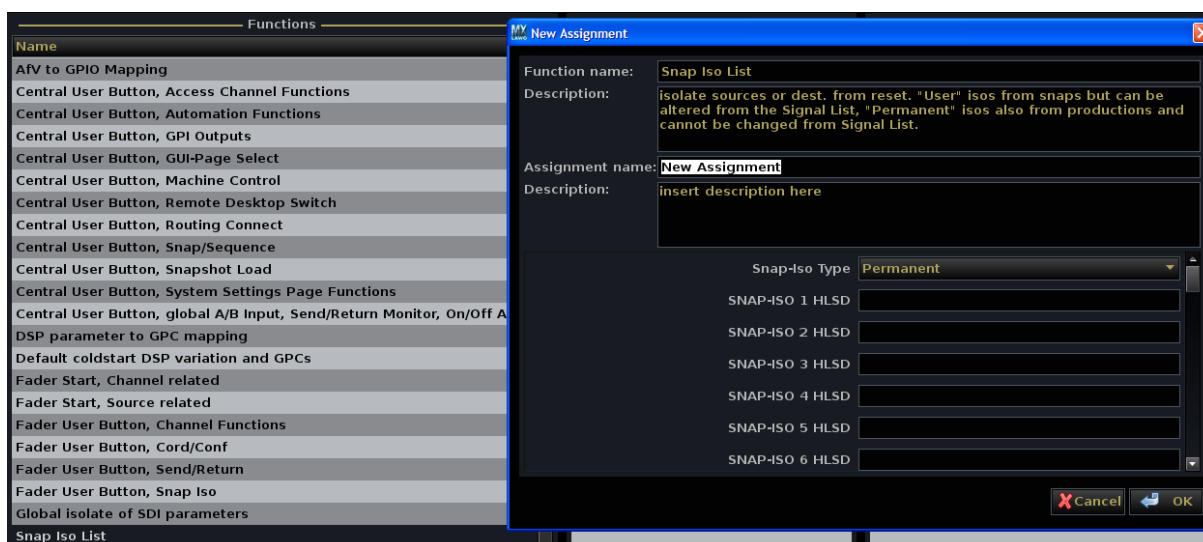 Functions
Name
AfV to GPIO Mapping
Central User Button, Access Channel Functions
Central User Button, Automation Functions
Central User Button, GPI Outputs
Central User Button, GUI-Page Select
Central User Button, Machine Control
Central User Button, Remote Desktop Switch
Central User Button, Routing Connect
Central User Button, Snap/Sequence
Central User Button, Snapshot Load
Central User Button, System Settings Page Functions
Central User Button, global A/B Input, Send/Return Monitor, On/Off A
DSP parameter to GPC mapping
Default coldstart DSP variation and GPCs
Fader Start, Channel related
Fader Start, Source related
Fader User Button, Channel Functions
Fader User Button, Cord/Conf
Fader User Button, Send/Return
Fader User Button, Snap Iso
Global isolate of SDI parameters
Snap Iso List
MX LAWO New Assignment
Function name: Snap Iso List
Description: isolate sources or dest. from reset. "User" isos from snaps but can be
altered from the Signal List, "Permanent" isos also from productions and
cannot be changed from Signal List.
Assignment name: New Assignment
Description: insert description here
Snap-Iso Type Permanent
SNAP-ISO 1 HLSD
SNAP-ISO 2 HLSD
SNAP-ISO 3 HLSD
SNAP-ISO 4 HLSD
SNAP-ISO 5 HLSD
SNAP-ISO 6 HLSD
Cancel OK